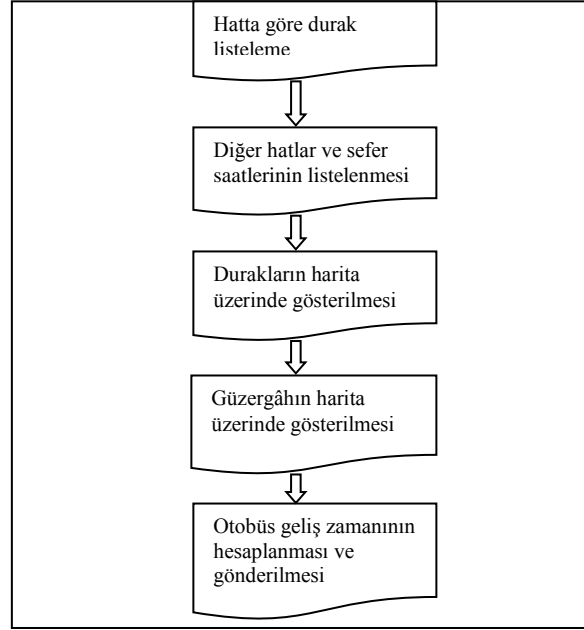 Hatta göre durak
listeleme
Diğer hatlar ve sefer
saatlerinin listelenmesi
Durakların harita
üzerinde gösterilmesi
Güzergâhın harita
üzerinde gösterilmesi
Otobüs geliş zamanının
hesaplanması ve
gönderilmesi